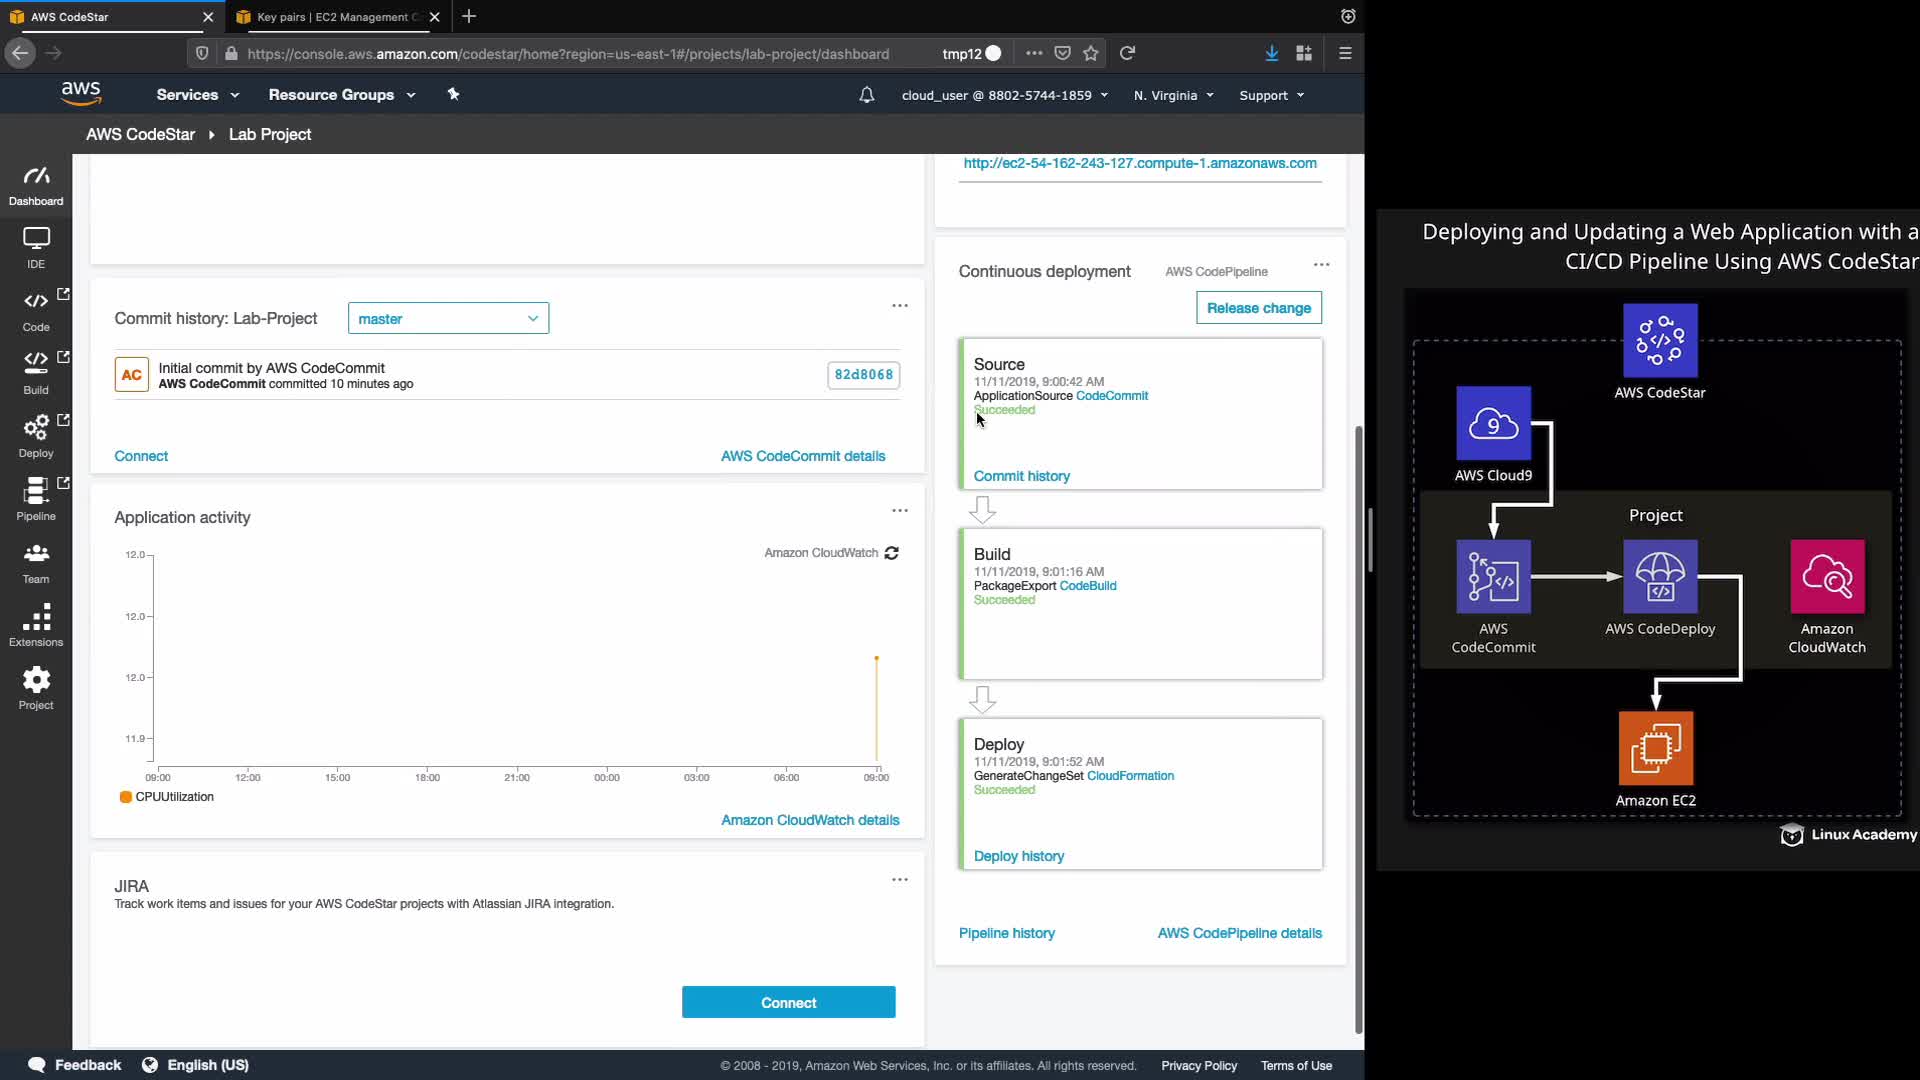 AWS CodeStar
Key pairs | EC2 Management C
https://console.aws.amazon.com/codestar/home?region=us-east-1#/projects/lab-project/dashboard
tmp12
aws
Services
Resource Groups
cloud_user @ 8802-5744-1859
N. Virginia
Support
AWS CodeStar
Lab Project
Dashboard
IDE
Code
Build
Deploy
Pipeline
Team
Extensions
Project
http://ec2-54-162-243-127.compute-1.amazonaws.com
Commit history: Lab-Project
master
AC
Initial commit by AWS CodeCommit
AWS CodeCommit committed 10 minutes ago
82d8068
Connect
AWS CodeCommit details
Application activity
Amazon CloudWatch
12.0
12.0
12.0
11.9
09:00
12:00
15:00
18:00
21:00
00:00
03:00
06:00
09:00
CPUUtilization
Amazon CloudWatch details
JIRA
Track work items and issues for your AWS CodeStar projects with Atlassian JIRA integration.
Connect
Continuous deployment
AWS CodePipeline
Release change
Source
11/11/2019, 9:00:42 AM
ApplicationSource CodeCommit
Succeeded
Commit history
Build
11/11/2019, 9:01:16 AM
PackageExport CodeBuild
Succeeded
Deploy
11/11/2019, 9:01:52 AM
GenerateChangeSet CloudFormation
Succeeded
Deploy history
Pipeline history
AWS CodePipeline details
Feedback
English (US)
© 2008 - 2019, Amazon Web Services, Inc. or its affiliates. All rights reserved.
Privacy Policy
Terms of Use
Deploying and Updating a Web Application with a
CI/CD Pipeline Using AWS CodeStar
AWS CodeStar
9
AWS Cloud9
Project
AWS
CodeCommit
AWS CodeDeploy
Amazon
CloudWatch
Amazon EC2
Linux Academy